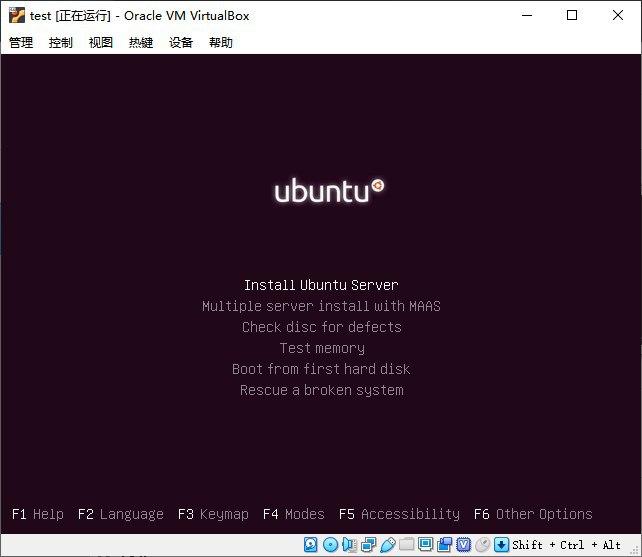 test [正在运行] - Oracle VM VirtualBox
管理 控制 视图 热键 设备 帮助
ubuntu
Install Ubuntu Server
Multiple server install with MAAS
Check disc for defects
Test memory
Boot from first hard disk
Rescue a broken system
F1 Help F2 Language F3 Keymap F4 Modes F5 Accessibility F6 Other Options
Shift + Ctrl + Alt